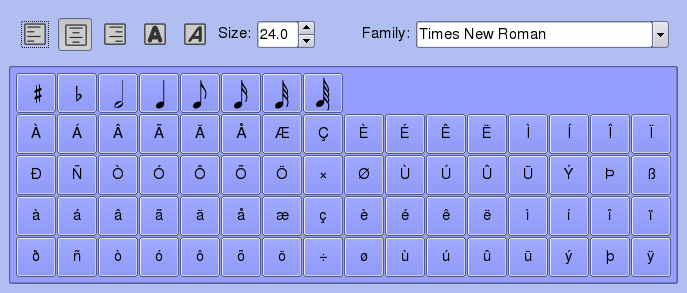 A A Size: 24.0 Family: Times New Roman
♯ ♭ 𝅗𝅥 𝅘𝅥 𝅘𝅥𝅮 𝅘𝅥𝅯 𝅘𝅥𝅰 𝅘𝅥𝅱
À Á Â Ã Ä Å Æ Ç È É Ê Ë Ì Í Î Ï
Ð Ñ Ò Ó Ô Õ Ö × Ø Ù Ú Û Ü Ý Þ ß
à á â ã ä å æ ç è é ê ë ì í î ï
ð ñ ò ó ô õ ö ÷ ø ù ú û ü ý þ ÿ